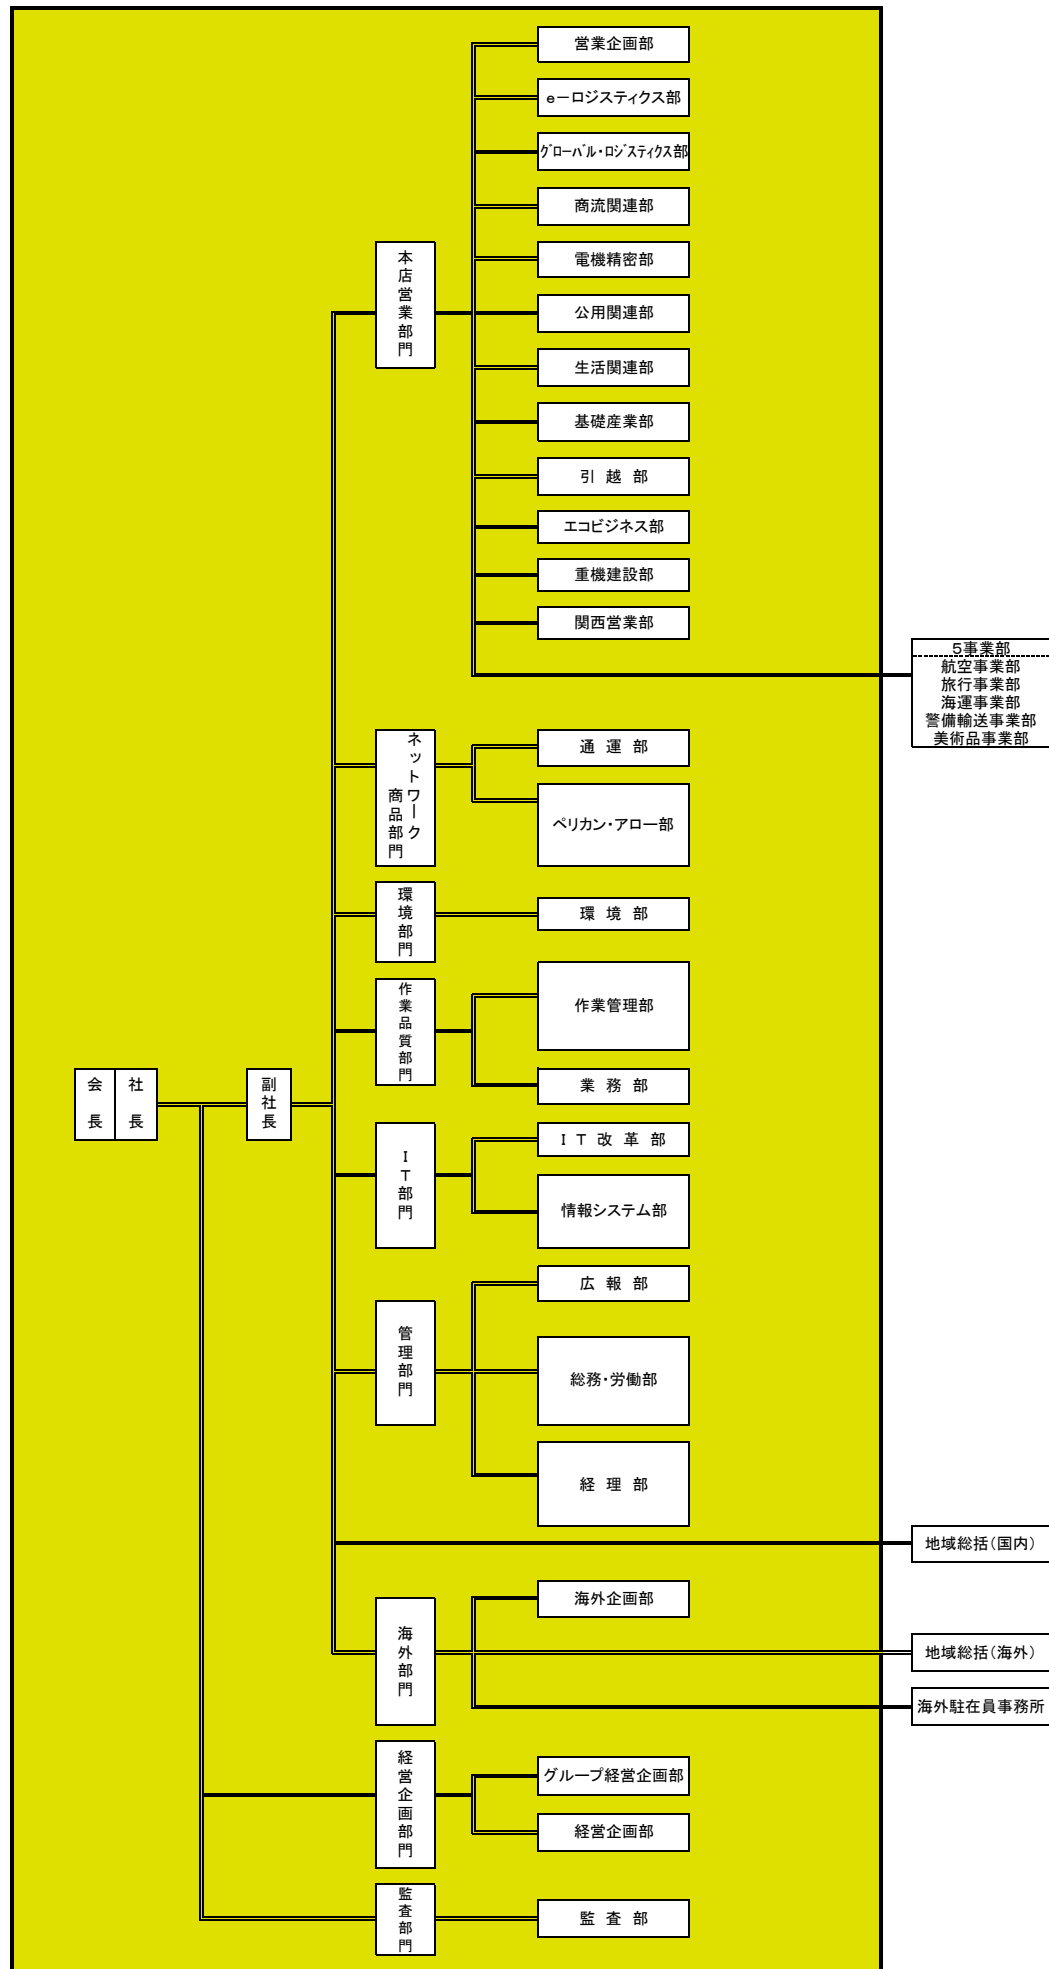 営業企画部
e－ロジスティクス部
ｸﾞﾛｰﾊﾞﾙ・ﾛｼﾞｽﾃｨｸｽ部
商流関連部
電機精密部
公用関連部
生活関連部
基礎産業部
引 越 部
エコビジネス部
重機建設部
関西営業部
本店営業部門
5事業部
航空事業部
旅行事業部
海運事業部
警備輸送事業部
美術品事業部
ネットワーク
商品部門
通 運 部
ペリカン・アロー部
環境部門
環 境 部
作業品質部門
作業管理部
業 務 部
会長
社長
副社長
ＩＴ部門
Ｉ Ｔ 改 革 部
情報システム部
管理部門
広 報 部
総務・労働部
経 理 部
地域総括（国内）
海外部門
海外企画部
地域総括（海外）
海外駐在員事務所
経営企画部門
グループ経営企画部
経営企画部
監査部門
監 査 部